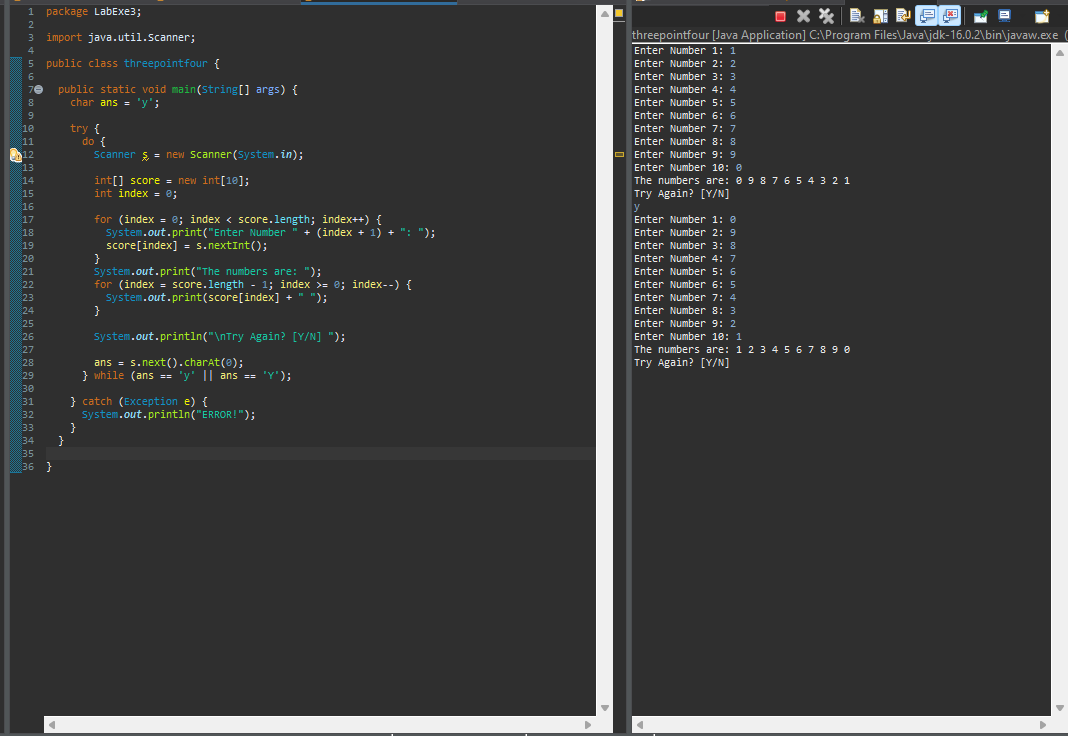 1 package LabExe3;
2
3 import java.util.Scanner;
4
5 public class threepointfour {
6
7 public static void main(String[] args) {
8 char ans = 'y';
9
10 try {
11 do {
12 Scanner s = new Scanner(System.in);
13
14 int[] score = new int[10];
15 int index = 0;
16
17 for (index = 0; index < score.length; index++) {
18 System.out.print("Enter Number " + (index + 1) + ": ");
19 score[index] = s.nextInt();
20 }
21 System.out.print("The numbers are: ");
22 for (index = score.length - 1; index >= 0; index--) {
23 System.out.print(score[index] + " ");
24 }
25
26 System.out.println("\nTry Again? [Y/N] ");
27
28 ans = s.next().charAt(0);
29 } while (ans == 'y' || ans == 'Y');
30
31 } catch (Exception e) {
32 System.out.println("ERROR!");
33 }
34 }
35
36 }
threepointfour [Java Application] C:\Program Files\Java\jdk-16.0.2\bin\javaw.exe (
Enter Number 1: 1
Enter Number 2: 2
Enter Number 3: 3
Enter Number 4: 4
Enter Number 5: 5
Enter Number 6: 6
Enter Number 7: 7
Enter Number 8: 8
Enter Number 9: 9
Enter Number 10: 0
The numbers are: 0 9 8 7 6 5 4 3 2 1
Try Again? [Y/N]
y
Enter Number 1: 0
Enter Number 2: 9
Enter Number 3: 8
Enter Number 4: 7
Enter Number 5: 6
Enter Number 6: 5
Enter Number 7: 4
Enter Number 8: 3
Enter Number 9: 2
Enter Number 10: 1
The numbers are: 1 2 3 4 5 6 7 8 9 0
Try Again? [Y/N]